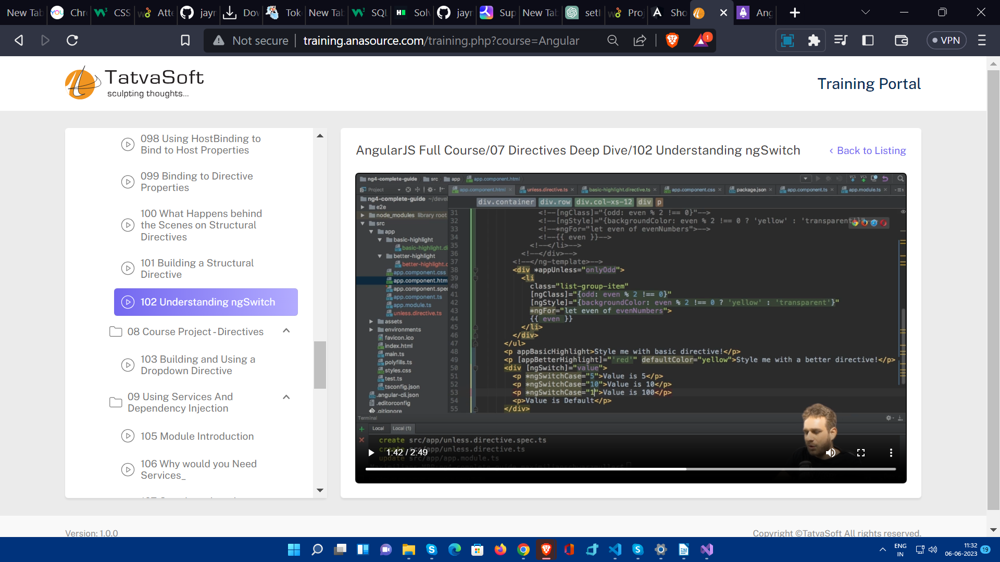 New Tab
YOU
Chr
CSS
Atte
jayr
Dov
Tok
New Tab
SQL
Solv
jayr
Sup
New Tab
setI
Proj
Sho
Ang
Not secure
training.anasource.com/training.php?course=Angular
1
VPN
TatvaSoft
sculpting thoughts...
Training Portal
098 Using HostBinding to
Bind to Host Properties
099 Binding to Directive
Properties
100 What Happens behind
the Scenes on Structural
Directives
101 Building a Structural
Directive
102 Understanding ngSwitch
08 Course Project - Directives
103 Building and Using a
Dropdown Directive
09 Using Services And
Dependency Injection
105 Module Introduction
106 Why would you Need
Services_
AngularJS Full Course/07 Directives Deep Dive/102 Understanding ngSwitch
Back to Listing
ng4-complete-guide src app app.component.html
Project
app.component.html unless.directive.ts basic-highlight.directive.ts app.component.css package.json app.component.ts app.module.ts
ng4-complete-guide ~/devel
e2e
node_modules library root
src
app
basic-highlight
basic-highlight.di
better-highlight
better-highlight.c
app.component.css
app.component.htm
app.component.spec
app.component.ts
app.module.ts
unless.directive.ts
assets
environments
favicon.ico
index.html
main.ts
polyfills.ts
styles.css
test.ts
tsconfig.json
.angular-cli.json
.editorconfig
.gitignore
div.container div.row div.col-xs-12 div p
31 <!--[ngClass]="{odd: even % 2 !== 0}"-->
32 <!--[ngStyle]="{backgroundColor: even % 2 !== 0 ? 'yellow' : 'transparent'}"-->
33 <!--*ngFor="let even of evenNumbers">-->
34 <!--{{ even }}-->
35 <!--</li>-->
36 <!--</div>-->
37 <!--</ng-template>-->
38 <div *appUnless="onlyOdd">
39 <li
40 class="list-group-item"
41 [ngClass]="{odd: even % 2 !== 0}"
42 [ngStyle]="{backgroundColor: even % 2 !== 0 ? 'yellow' : 'transparent'}"
43 *ngFor="let even of evenNumbers">
44 {{ even }}
45 </li>
46 </div>
47 </ul>
48 <p appBasicHighlight>Style me with basic directive!</p>
49 <p [appBetterHighlight]="'red'" defaultColor="yellow">Style me with a better directive!</p>
50 <div [ngSwitch]="value">
51 <p *ngSwitchCase="5">Value is 5</p>
52 <p *ngSwitchCase="10">Value is 10</p>
53 <p *ngSwitchCase="1">Value is 100</p>
54 <p>Value is Default</p>
55 </div>
Terminal
Local Local (1)
create src/app/unless.directive.spec.ts
create src/app/unless.directive.ts
update src/app/app.module.ts
1:42 / 2:49
Version: 1.0.0
Copyright ©TatvaSoft All rights reserved.
ENG
IN
11:32
06-06-2023
19